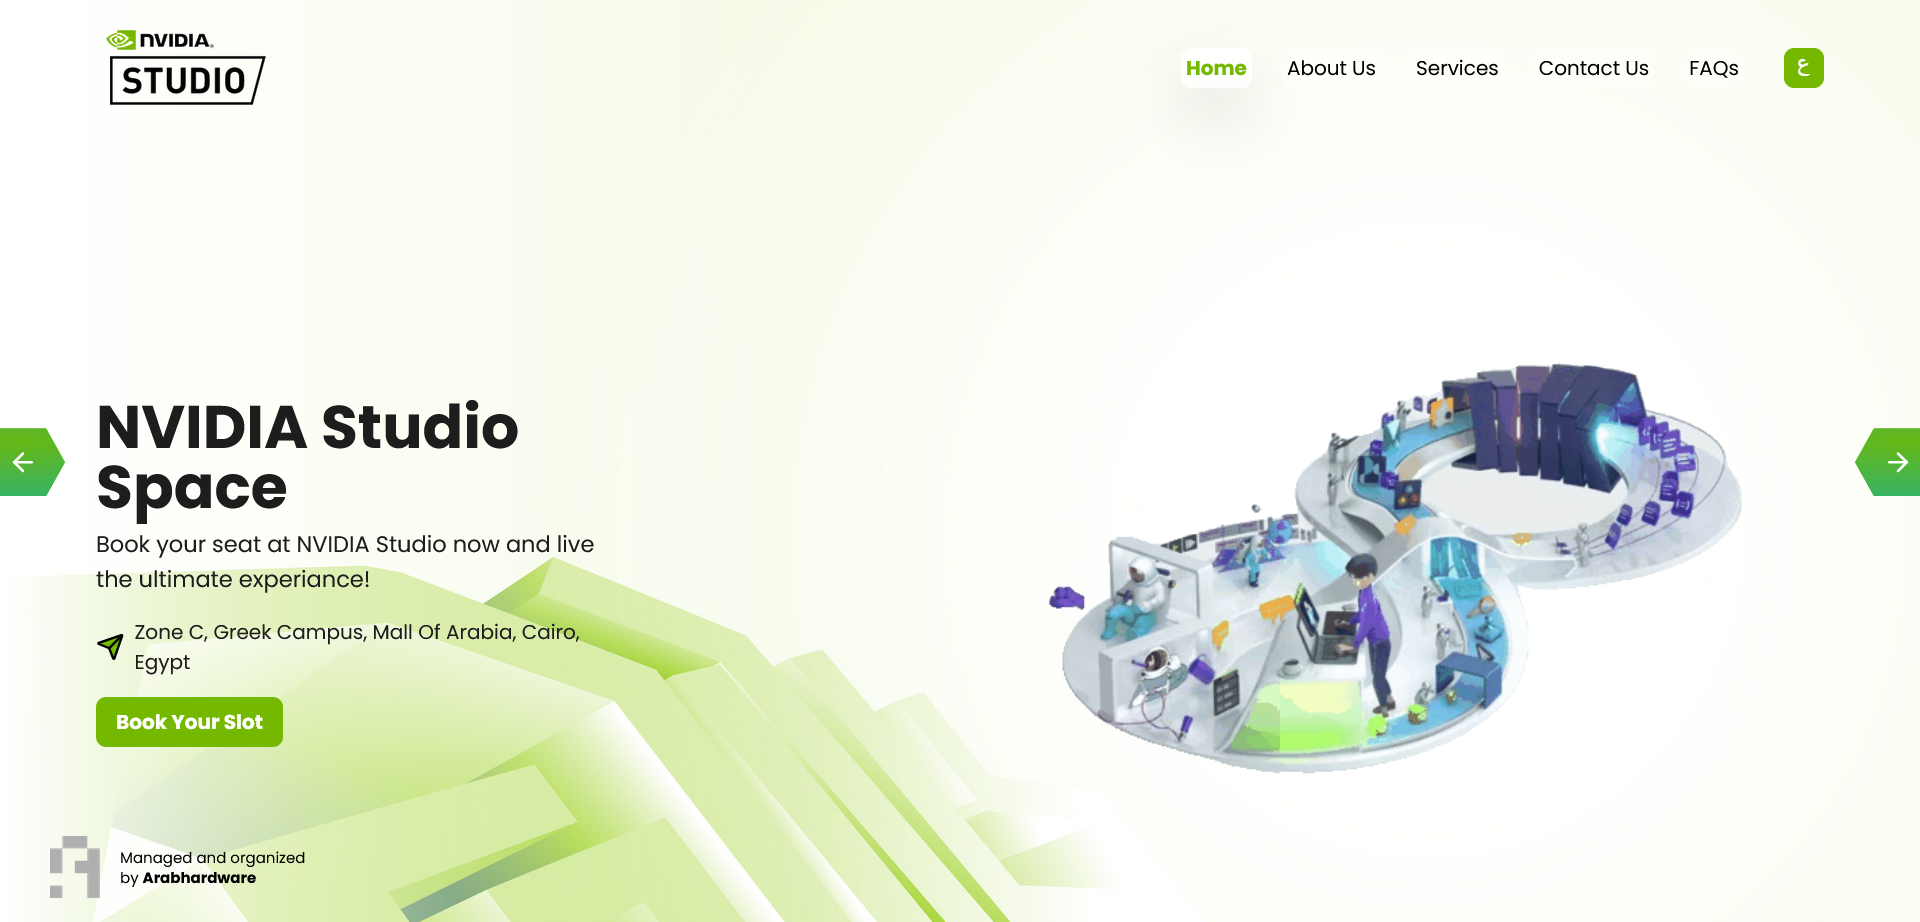 NVIDIA.
STUDIO
Home
About Us
Services
Contact Us
FAQs
ع
NVIDIA Studio
Space
Book your seat at NVIDIA Studio now and live
the ultimate experiance!
Zone C, Greek Campus, Mall Of Arabia, Cairo,
Egypt
Book Your Slot
Managed and organized
by Arabhardware